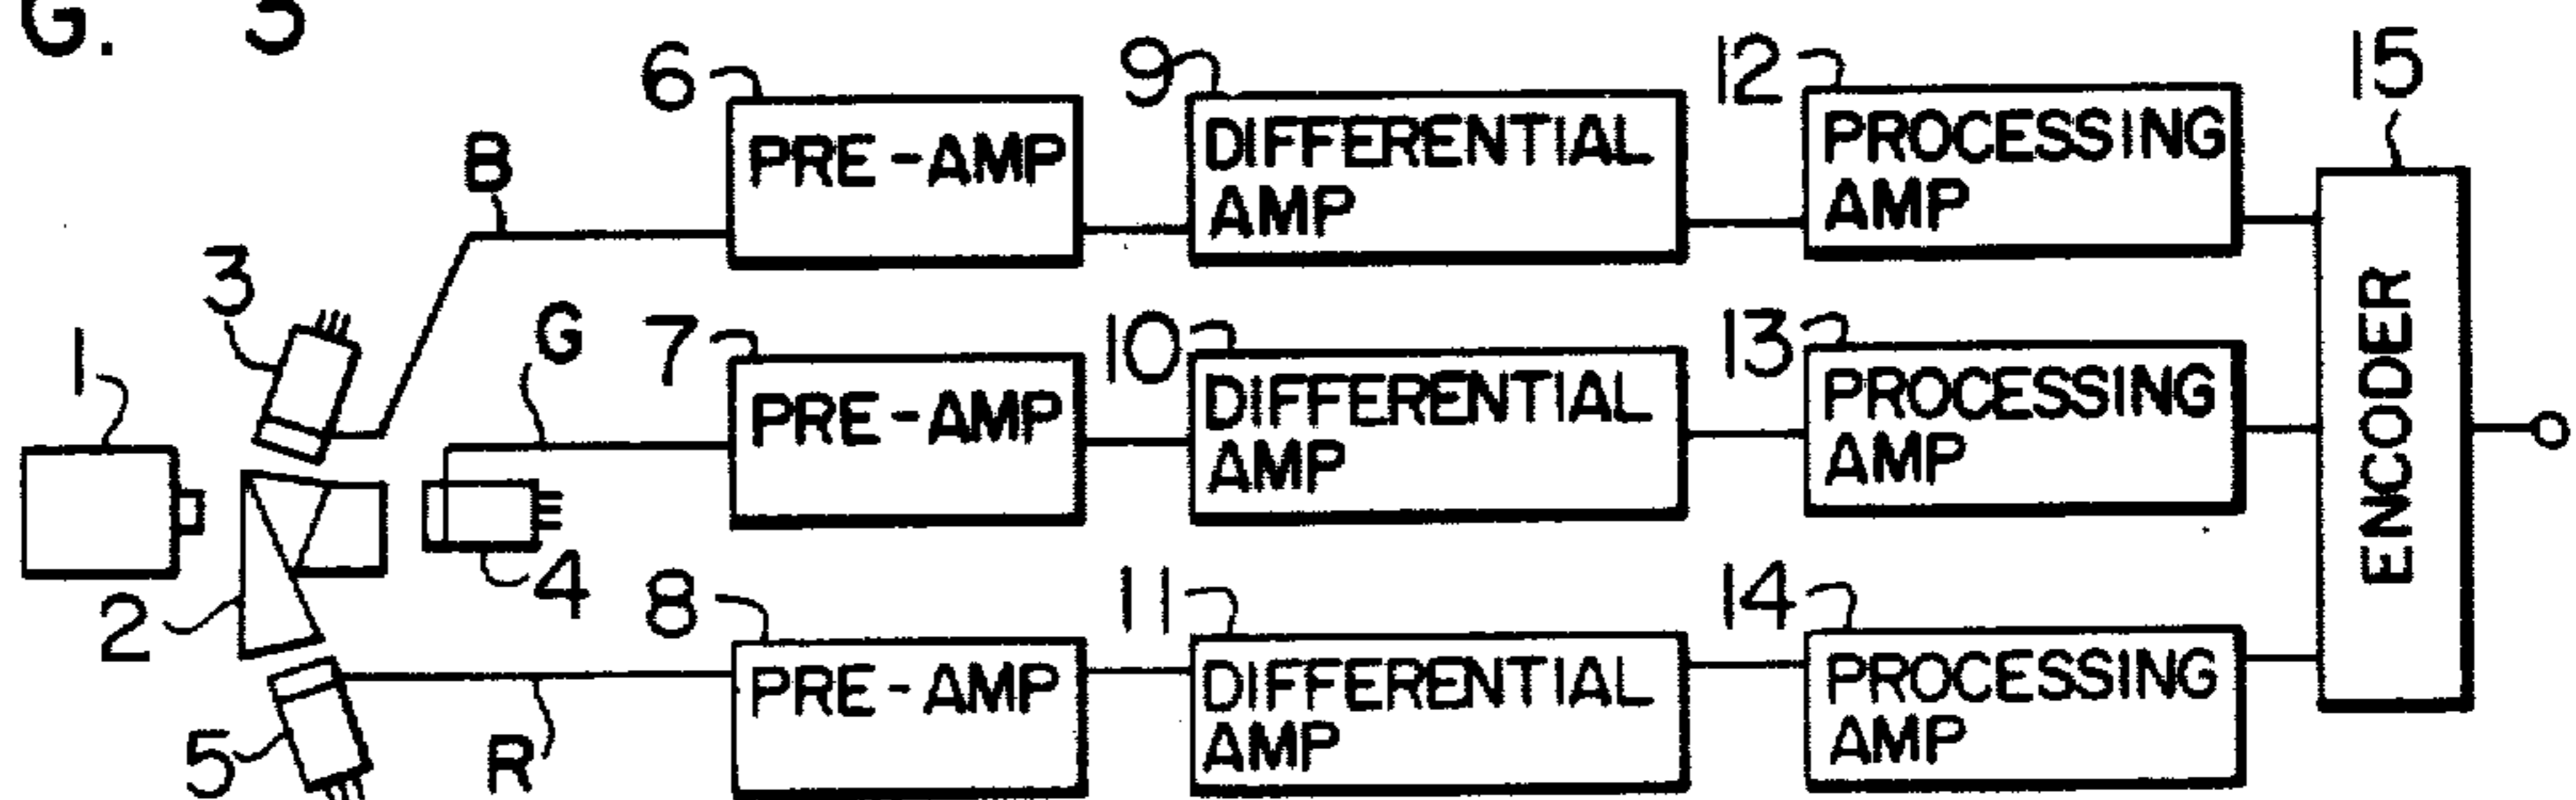 G. 3
6
9
12
15
B
PRE-AMP
DIFFERENTIAL
AMP
PROCESSING
AMP
3
1
G
7
10
13
PRE-AMP
DIFFERENTIAL
AMP
PROCESSING
AMP
ENCODER
2
4
8
11
14
PRE-AMP
DIFFERENTIAL
AMP
PROCESSING
AMP
5
R